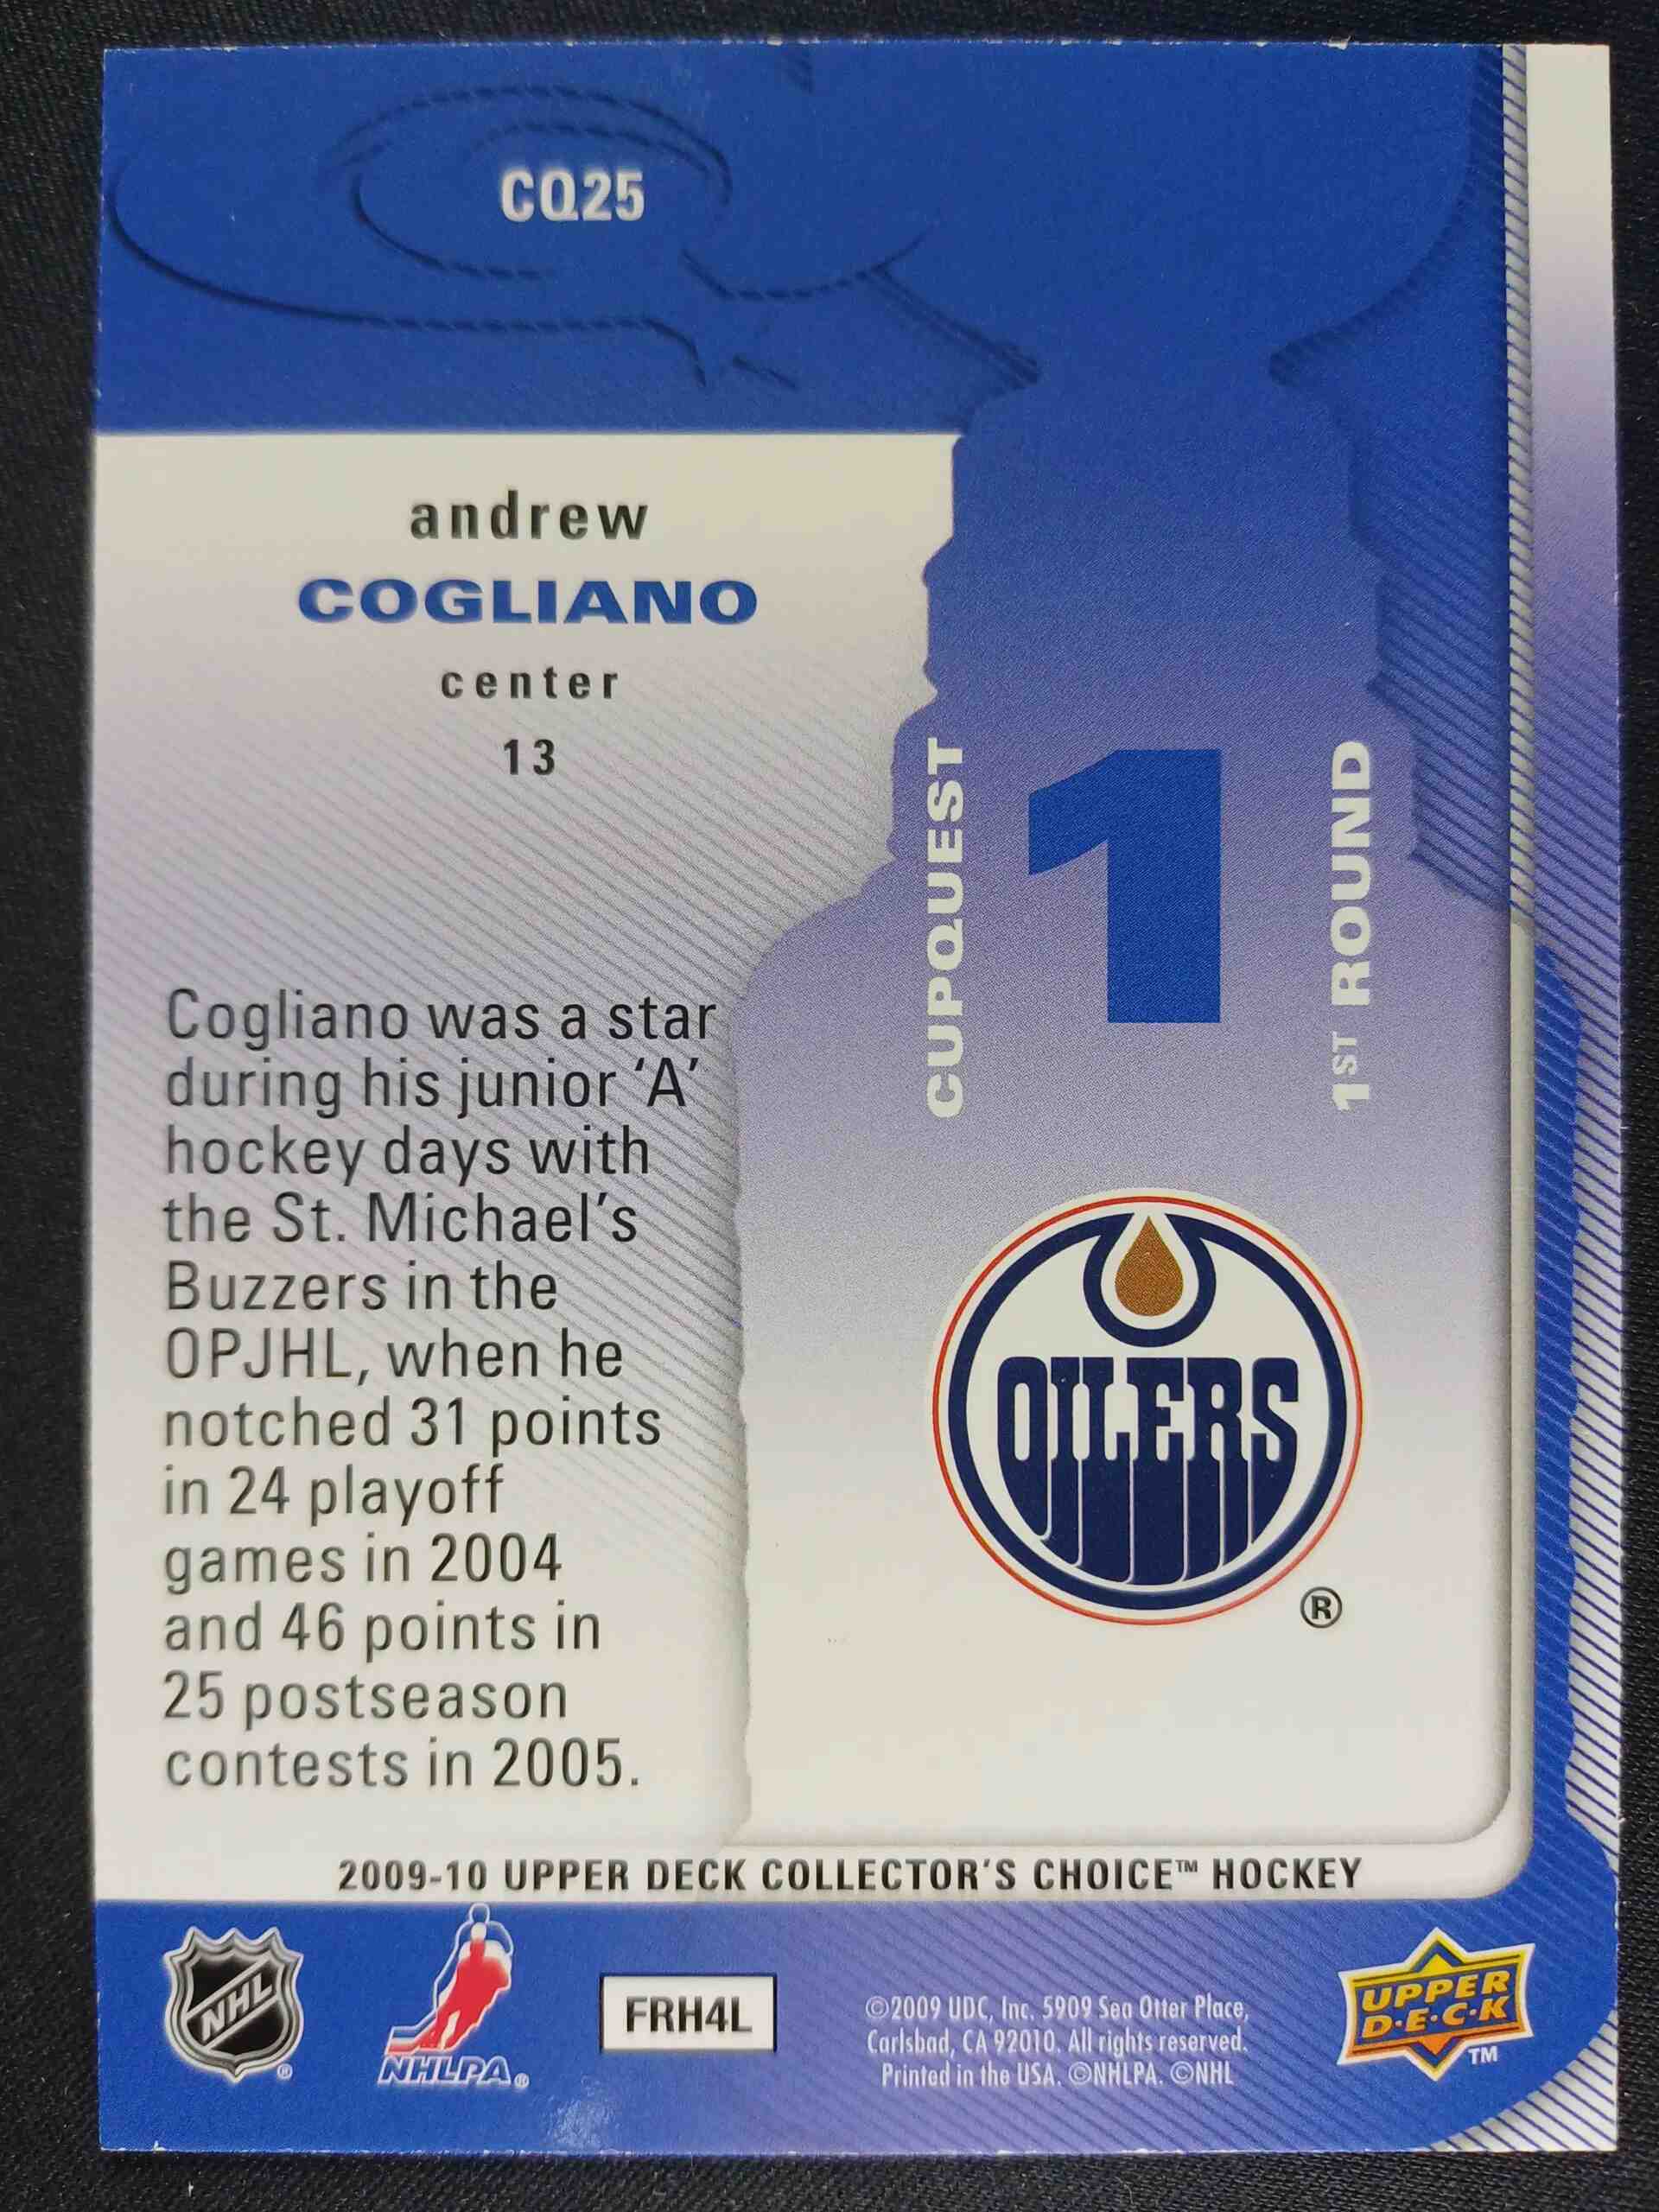 CQ25
andrew
COGLIANO
center
13
CUPQUEST
1
1ST ROUND
Cogliano was a star
during his junior ‘A’
hockey days with
the St. Michael’s
Buzzers in the
OPJHL, when he
notched 31 points
in 24 playoff
games in 2004
and 46 points in
25 postseason
contests in 2005.
OILERS
®
2009-10 UPPER DECK COLLECTOR’S CHOICE™ HOCKEY
NHL
®
NHLPA®
FRH4L
©2009 UDC, Inc. 5909 Sea Otter Place,
Carlsbad, CA 92010. All rights reserved.
Printed in the USA. ©NHLPA. ©NHL
UPPER
D•E•C•K
TM